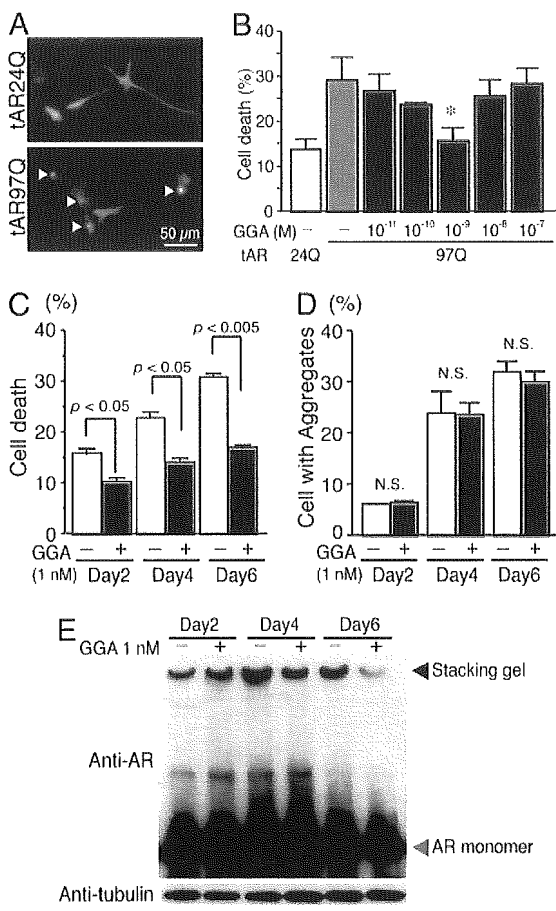 A
tAR24Q
tAR97Q
50 µm
B
Cell death (%)
40
30
20
10
0
*
GGA (M) – – 10⁻¹¹ 10⁻¹⁰ 10⁻⁹ 10⁻⁸ 10⁻⁷
tAR 24Q 97Q
C (%)
Cell death
40
30
20
10
0
p < 0.05
p < 0.05
p < 0.005
GGA – + – + – +
(1 nM) Day2 Day4 Day6
D (%)
Cell with Aggregates
40
30
20
10
0
N.S.
N.S.
N.S.
GGA – + – + – +
(1 nM) Day2 Day4 Day6
E
Day2 Day4 Day6
GGA 1 nM – + – + – +
Stacking gel
Anti-AR
AR monomer
Anti-tubulin